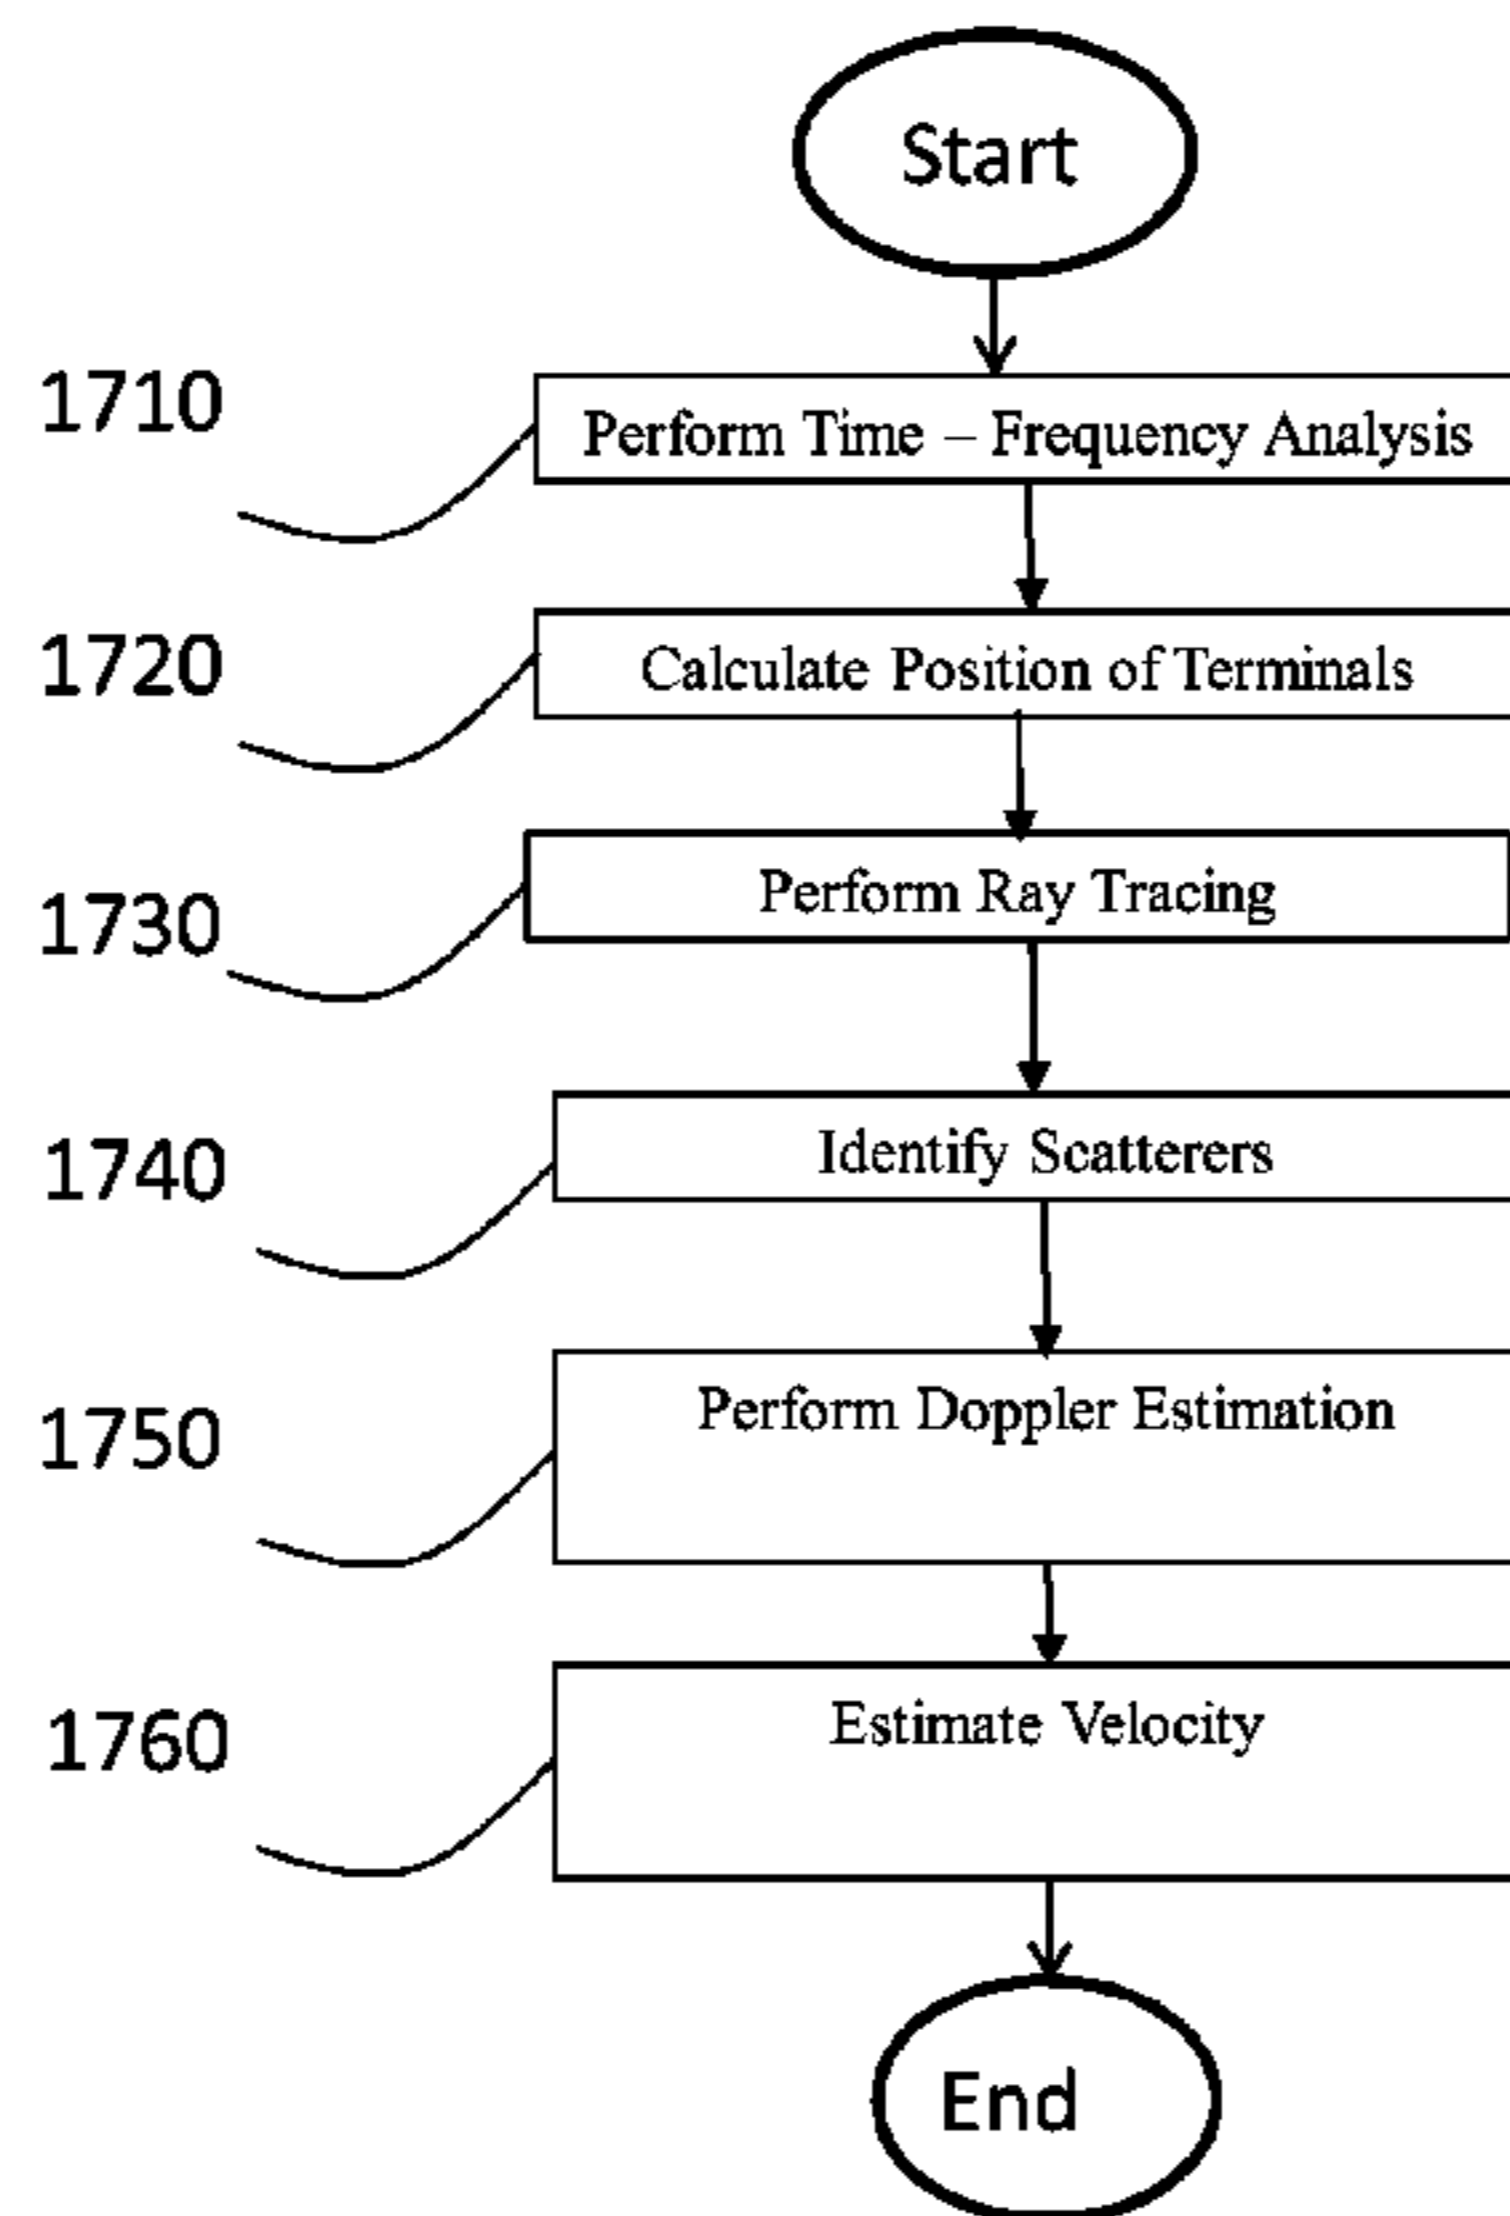 Start
1710
Perform Time – Frequency Analysis
1720
Calculate Position of Terminals
1730
Perform Ray Tracing
1740
Identify Scatterers
1750
Perform Doppler Estimation
1760
Estimate Velocity
End